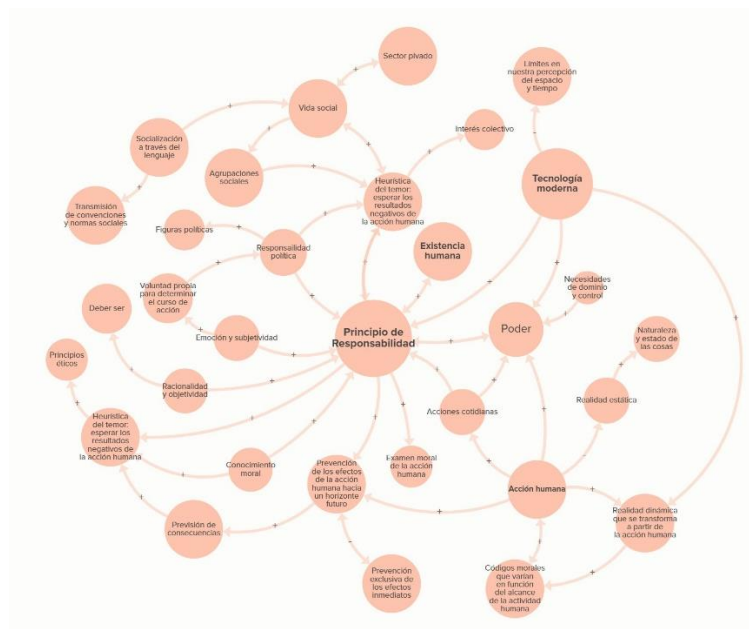 Sector pivado
Límites en
nuestra percepción
del espacio
y tiempo
Vida social
Interés colectivo
Socialización
a través del
lenguaje
Agrupaciones
sociales
Heurística
del temor:
esperar los
resultados
negativos de
la acción humana
Tecnología
moderna
Transmisión
de convenciones
y normas sociales
Figuras políticas
Responsailidad
política
Existencia
humana
Voluntad propia
para determinar
el curso de
acción
Necesidades
de dominio
y control
Deber ser
Emoción y subjetividad
Principio de
Responsabilidad
Poder
Naturaleza
y estado de
las cosas
Principios
éticos
Racionalidad
y objetividad
Acciones cotidianas
Realidad estática
Heurística
del temor:
esperar los
resultados
negativos de
la acción humana
Conocimiento
moral
Prevención
de los efectos
de la acción
humana hacia
un horizonte
futuro
Examen moral
de la acción
humana
Acción humana
Previsión de
consecuencias
Realidad dinámica
que se transforma
a partir de
la acción humana
Prevención
exclusiva de
los efectos
inmediatos
Códigos morales
que varían en
función del
alcance de
la actividad
humana